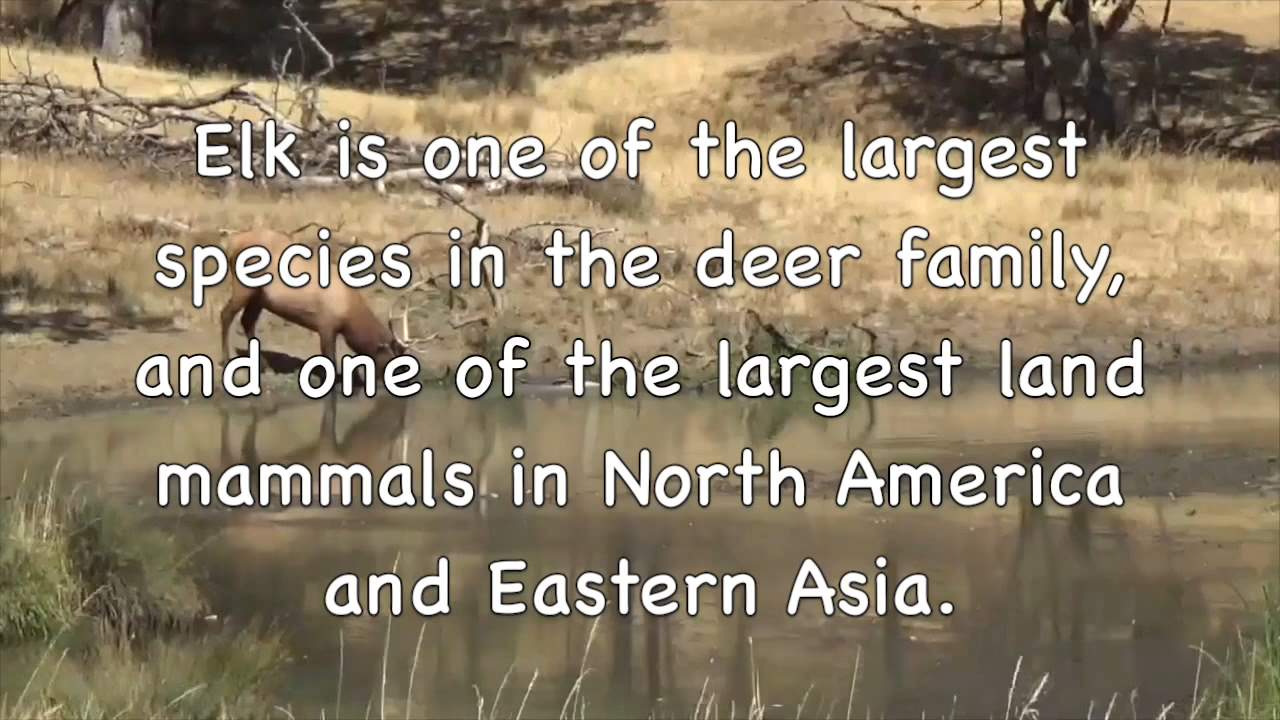 Elk is one of the largest
species in the deer family,
and one of the largest land
mammals in North America
and Eastern Asia.